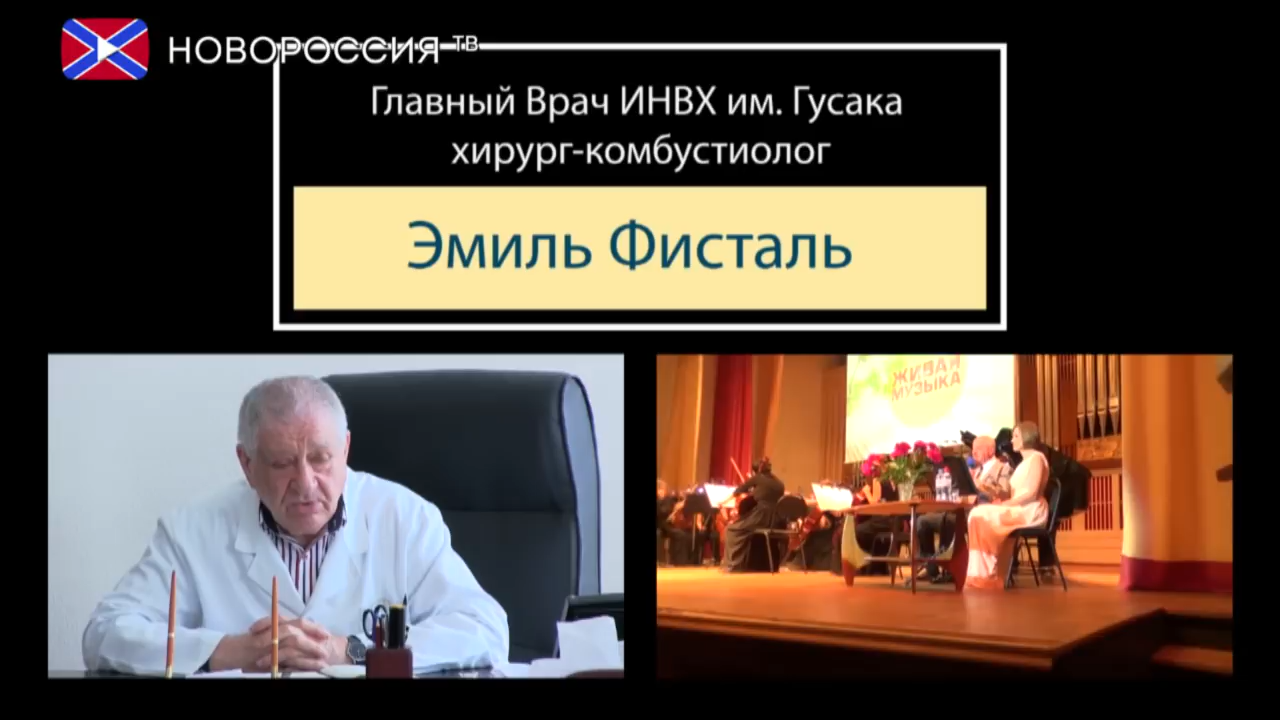 НОВОРОССИЯ ТВ
Главный Врач ИНВХ им. Гусака
хирург-комбустиолог
Эмиль Фисталь
ЖИВАЯ
МУЗЫКА